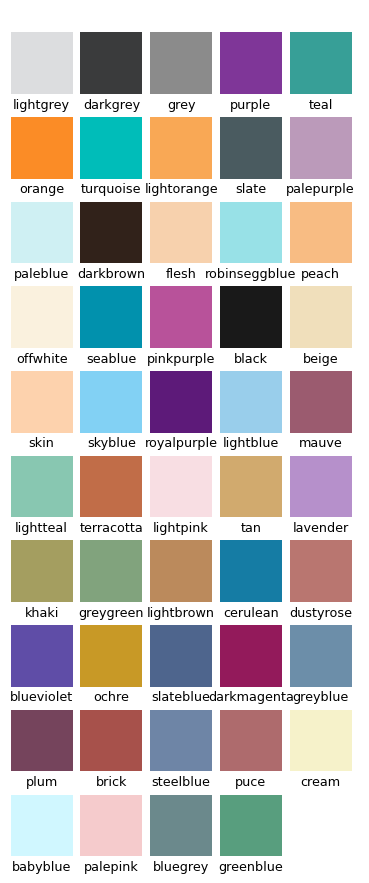 lightgrey darkgrey grey purple teal
orange turquoise lightorange slate palepurple
paleblue darkbrown flesh robinseggblue peach
offwhite seablue pinkpurple black beige
skin skyblue royalpurple lightblue mauve
lightteal terracotta lightpink tan lavender
khaki greygreen lightbrown cerulean dustyrose
blueviolet ochre slateblue darkmagenta greyblue
plum brick steelblue puce cream
babyblue palepink bluegrey greenblue